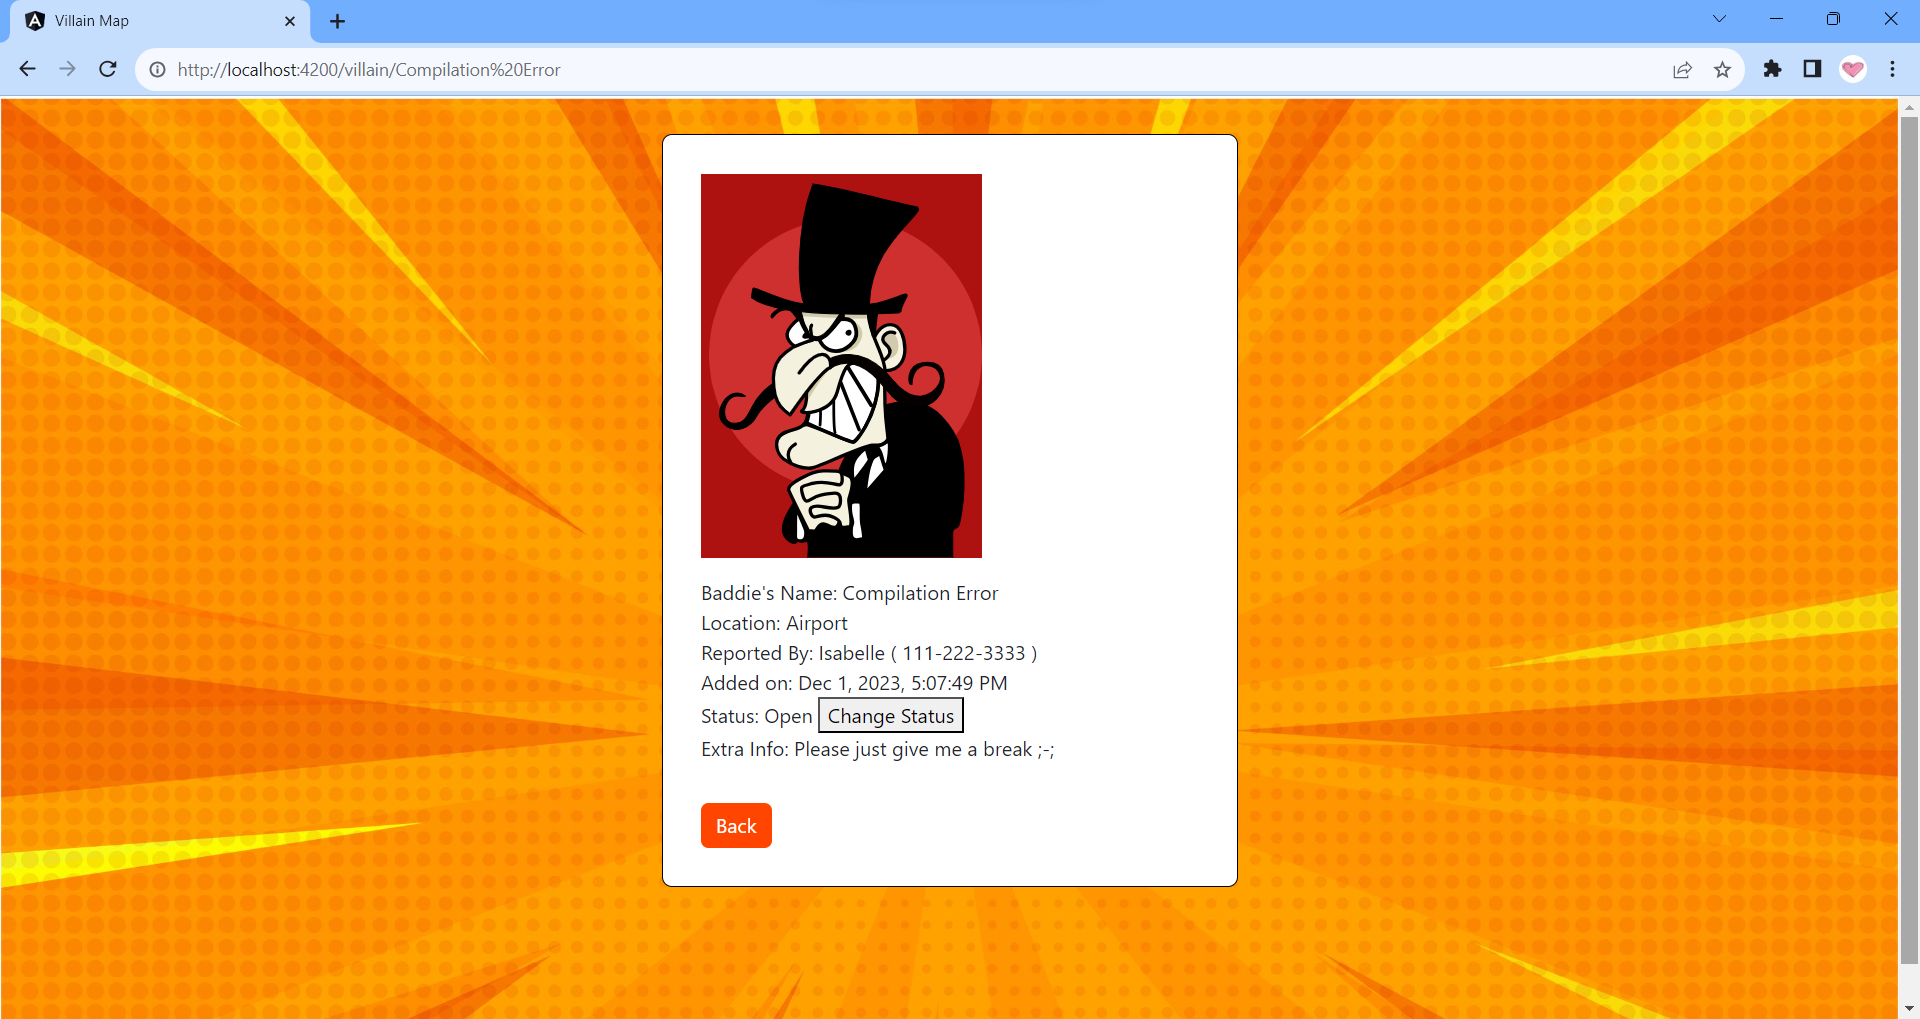 Villain Map
http://localhost:4200/villain/Compilation%20Error
Baddie's Name: Compilation Error
Location: Airport
Reported By: Isabelle ( 111-222-3333 )
Added on: Dec 1, 2023, 5:07:49 PM
Status: Open Change Status
Extra Info: Please just give me a break ;-;
Back